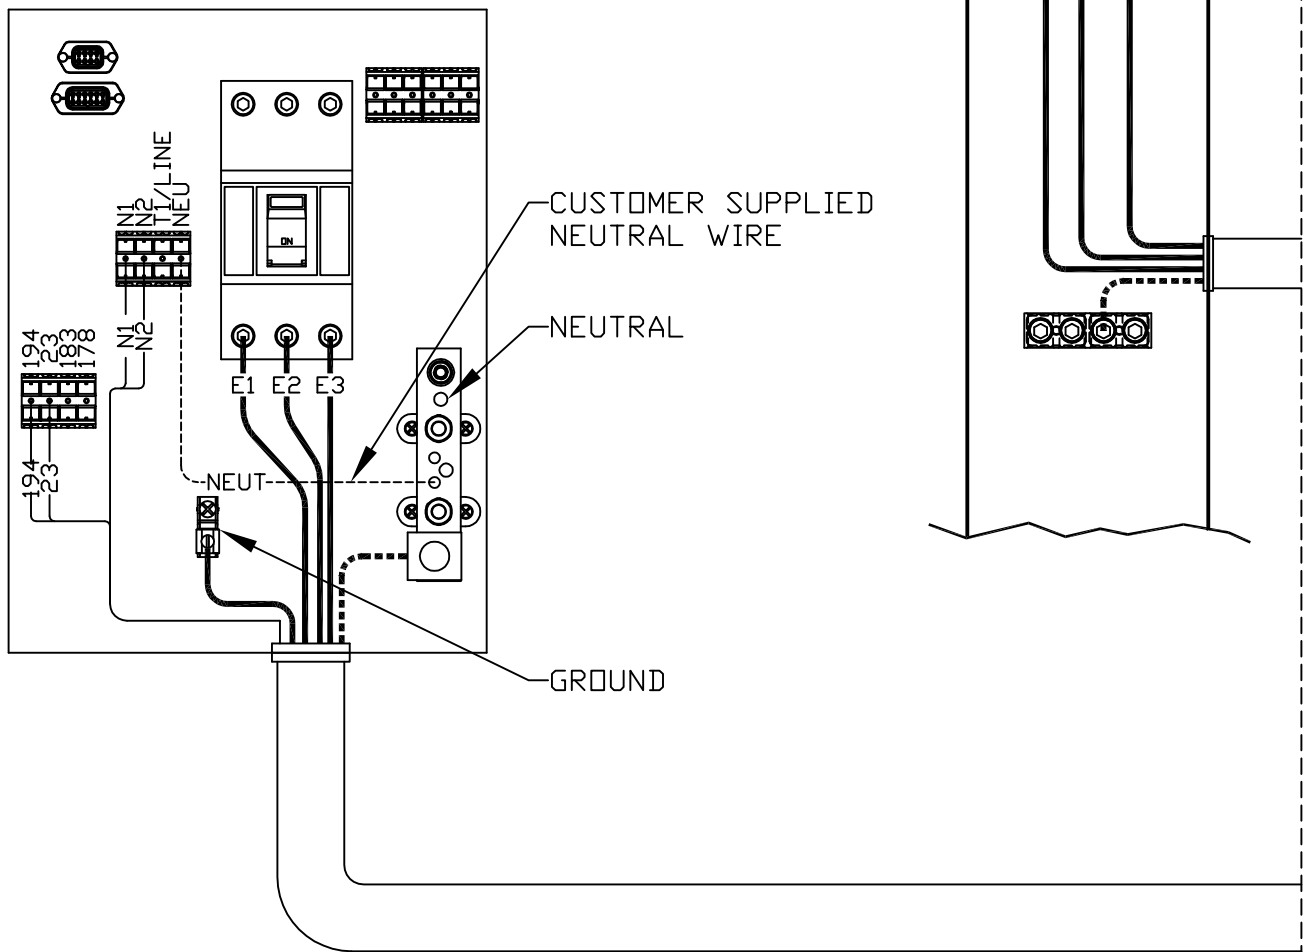 N1
N2
T1/LINE
NEU
ON
CUSTOMER SUPPLIED
NEUTRAL WIRE
NEUTRAL
N1
N2
194
23
183
178
E1 E2 E3
194
23
NEUT
GROUND